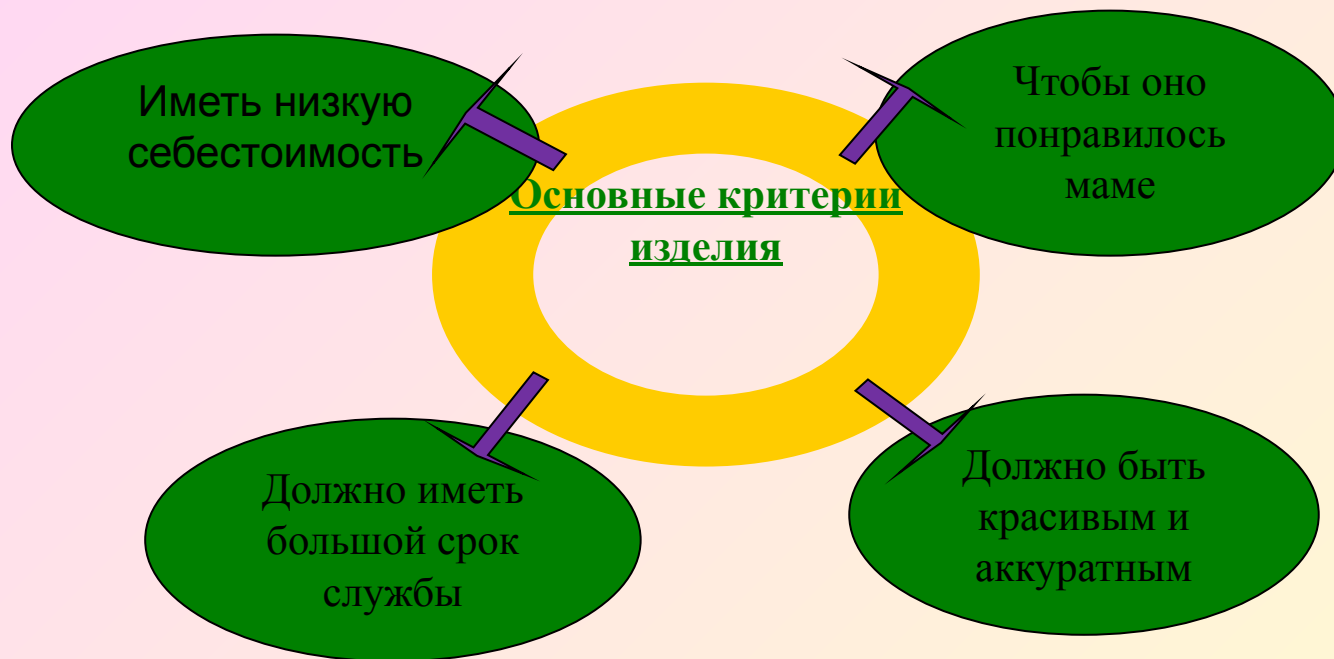 Иметь низкую
себестоимость
Чтобы оно
понравилось
маме
Основные критерии
изделия
Должно иметь
большой срок
службы
Должно быть
красивым и
аккуратным